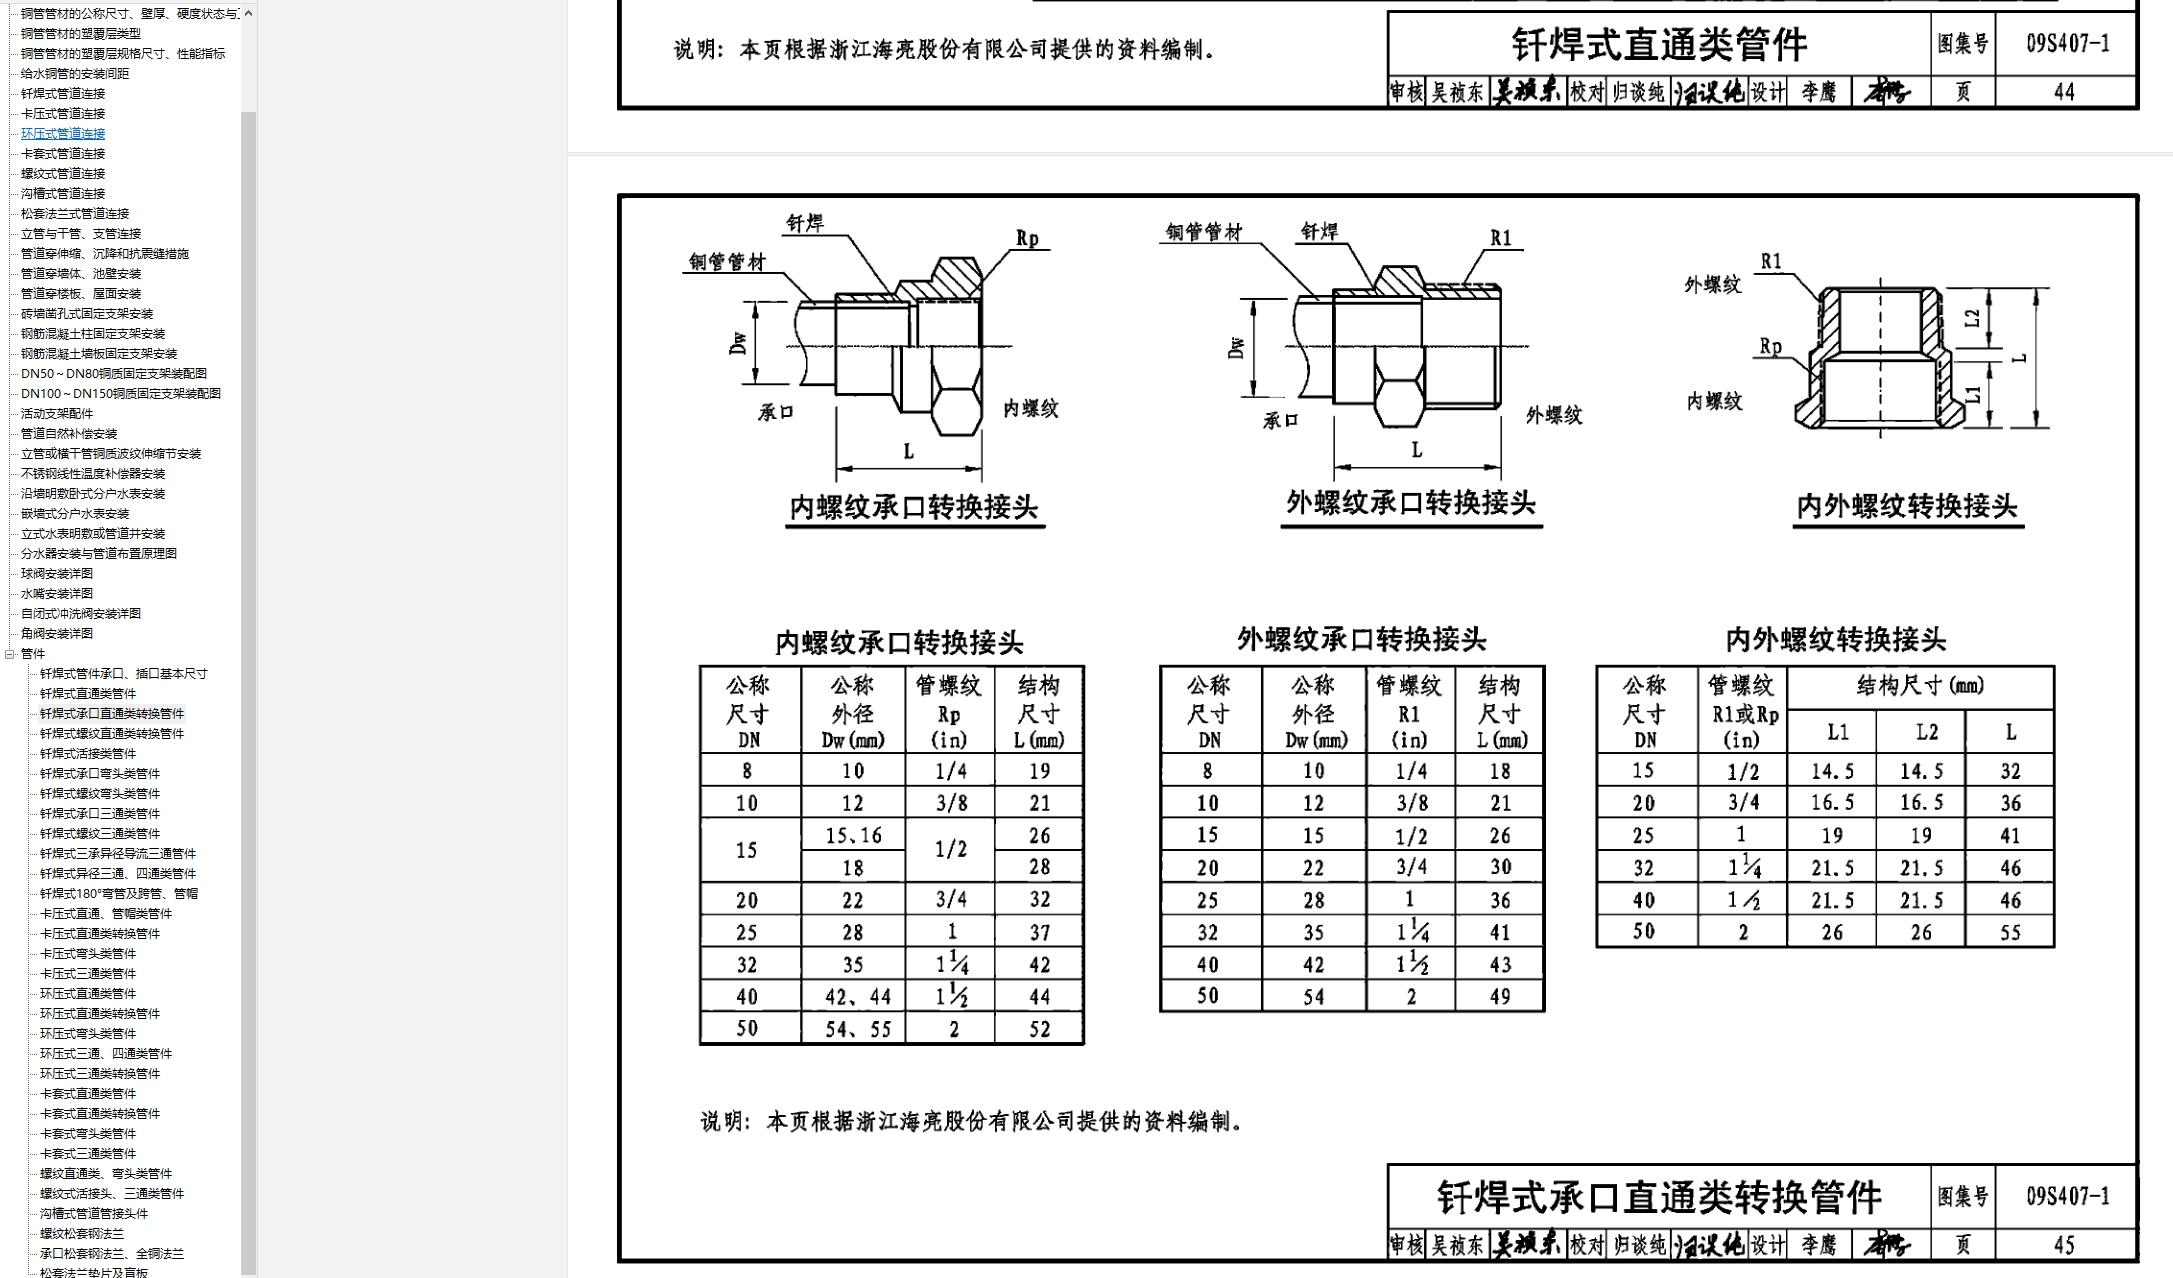 铜管管材的公称尺寸、壁厚、硬度状态与
铜管管材的塑覆层类型
铜管管材的塑覆层规格尺寸、性能指标
给水铜管的安装间距
钎焊式管道连接
卡压式管道连接
环压式管道连接
卡套式管道连接
螺纹式管道连接
沟槽式管道连接
松套法兰式管道连接
立管与干管、支管连接
管道穿伸缩、沉降和抗震缝措施
管道穿墙体、池壁安装
管道穿楼板、屋面安装
砖墙凿孔式固定支架安装
钢筋混凝土柱固定支架安装
钢筋混凝土墙板固定支架安装
DN50～DN80铜质固定支架装配图
DN100～DN150铜质固定支架装配图
活动支架配件
管道自然补偿安装
立管或横干管铜质波纹伸缩节安装
不锈钢线性温度补偿器安装
沿墙明敷卧式分户水表安装
嵌墙式分户水表安装
立式水表明敷或管道井安装
分水器安装与管道布置原理图
球阀安装详图
水嘴安装详图
自闭式冲洗阀安装详图
角阀安装详图
管件
钎焊式管件承口、插口基本尺寸
钎焊式直通类管件
钎焊式承口直通类转换管件
钎焊式螺纹直通类转换管件
钎焊式活接类管件
钎焊式承口弯头类管件
钎焊式螺纹弯头类管件
钎焊式承口三通类管件
钎焊式螺纹三通类管件
钎焊式三承异径导流三通管件
钎焊式异径三通、四通类管件
钎焊式180°弯管及跨管、管帽
卡压式直通、管帽类管件
卡压式直通类转换管件
卡压式弯头类管件
卡压式三通类管件
环压式直通类管件
环压式直通类转换管件
环压式弯头类管件
环压式三通、四通类管件
环压式三通类转换管件
卡套式直通类管件
卡套式直通类转换管件
卡套式弯头类管件
卡套式三通类管件
螺纹直通类、弯头类管件
螺纹式活接头、三通类管件
沟槽式管道管接头件
螺纹松套钢法兰
承口松套钢法兰、全铜法兰
松套法兰垫片及盲板
说明: 本页根据浙江海亮股份有限公司提供的资料编制。
钎焊式直通类管件 图集号 09S407-1
审核 吴祯东 吴祯东 校对 归谈纯 归谈纯 设计 李鹰 页 44
钎焊 Rp
铜管管材
Dw
承口 内螺纹
L
内螺纹承口转换接头
铜管管材 钎焊 R1
Dw
承口 外螺纹
L
外螺纹承口转换接头
R1
外螺纹
L2
Rp L
内螺纹 L1
内外螺纹转换接头
内螺纹承口转换接头
公称 公称 管螺纹 结构
尺寸 外径 Rp 尺寸
DN Dw(mm) (in) L(mm)
8 10 1/4 19
10 12 3/8 21
15 15、16 1/2 26
18 28
20 22 3/4 32
25 28 1 37
32 35 1¼ 42
40 42、44 1½ 44
50 54、55 2 52
外螺纹承口转换接头
公称 公称 管螺纹 结构
尺寸 外径 R1 尺寸
DN Dw(mm) (in) L(mm)
8 10 1/4 18
10 12 3/8 21
15 15 1/2 26
20 22 3/4 30
25 28 1 36
32 35 1¼ 41
40 42 1½ 43
50 54 2 49
内外螺纹转换接头
公称 管螺纹 结构尺寸(mm)
尺寸 R1或Rp L1 L2 L
DN (in)
15 1/2 14.5 14.5 32
20 3/4 16.5 16.5 36
25 1 19 19 41
32 1¼ 21.5 21.5 46
40 1½ 21.5 21.5 46
50 2 26 26 55
说明: 本页根据浙江海亮股份有限公司提供的资料编制。
钎焊式承口直通类转换管件 图集号 09S407-1
审核 吴祯东 吴祯东 校对 归谈纯 归谈纯 设计 李鹰 页 45